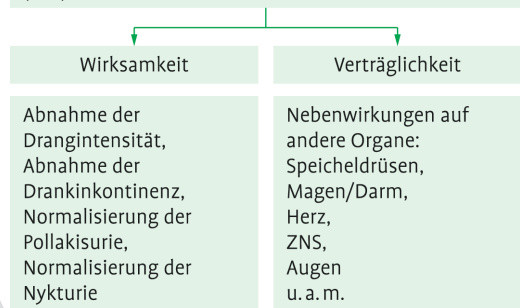 Wirksamkeit
Verträglichkeit
Abnahme der
Drangintensität,
Abnahme der
Drankinkontinenz,
Normalisierung der
Pollakisurie,
Normalisierung der
Nykturie
Nebenwirkungen auf
andere Organe:
Speicheldrüsen,
Magen/Darm,
Herz,
ZNS,
Augen
u. a. m.